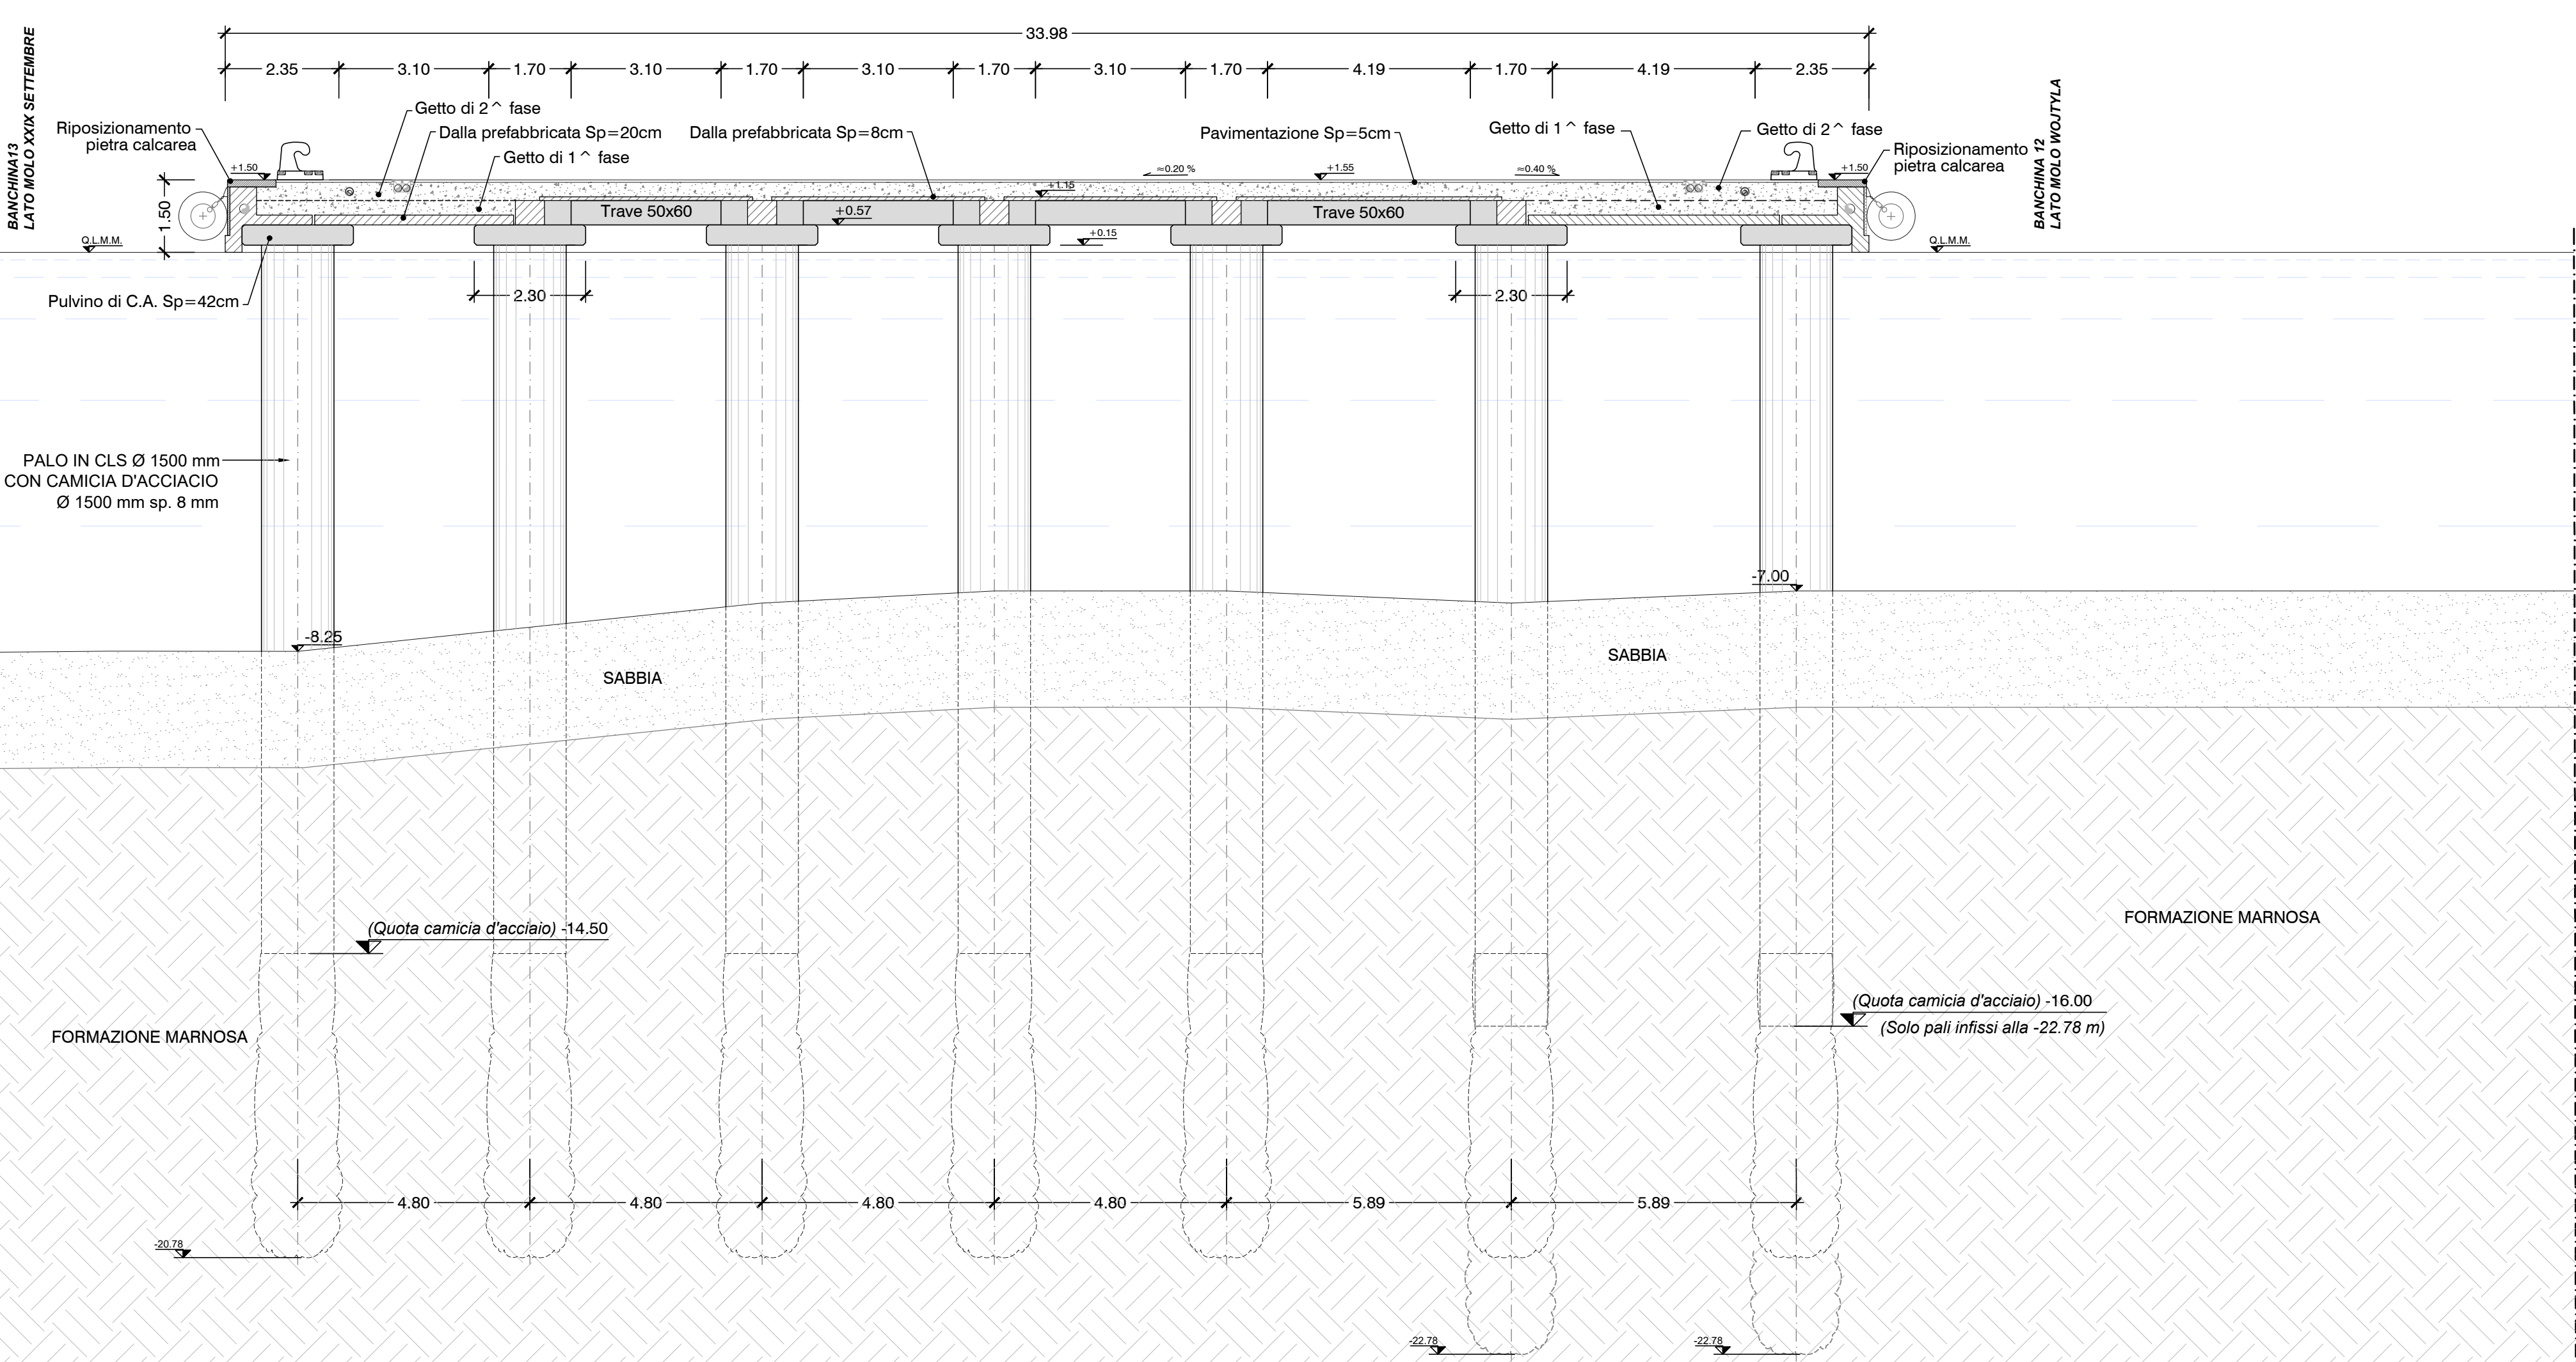 33.98
2.35 3.10 1.70 3.10 1.70 3.10 1.70 3.10 1.70 4.19 1.70 4.19 2.35
BANCHINA13
LATO MOLO XXIX SETTEMBRE
BANCHINA 12
LATO MOLO WOJTYLA
Getto di 2^ fase
Riposizionamento
pietra calcarea
Dalla prefabbricata Sp=20cm
Getto di 1^ fase
Dalla prefabbricata Sp=8cm
Pavimentazione Sp=5cm
Getto di 1^ fase
Getto di 2^ fase
Riposizionamento
pietra calcarea
+1.50
≈0.20 %
+1.55
≈0.40 %
+1.50
1.50
+1.15
Trave 50x60
+0.57
Trave 50x60
+0.15
Q.L.M.M.
Q.L.M.M.
2.30
2.30
Pulvino di C.A. Sp=42cm
PALO IN CLS Ø 1500 mm
CON CAMICIA D'ACCIACIO
Ø 1500 mm sp. 8 mm
-7.00
-8.25
SABBIA
SABBIA
FORMAZIONE MARNOSA
(Quota camicia d'acciaio) -14.50
(Quota camicia d'acciaio) -16.00
(Solo pali infissi alla -22.78 m)
FORMAZIONE MARNOSA
4.80 4.80 4.80 4.80 5.89 5.89
-20.78
-22.78
-22.78